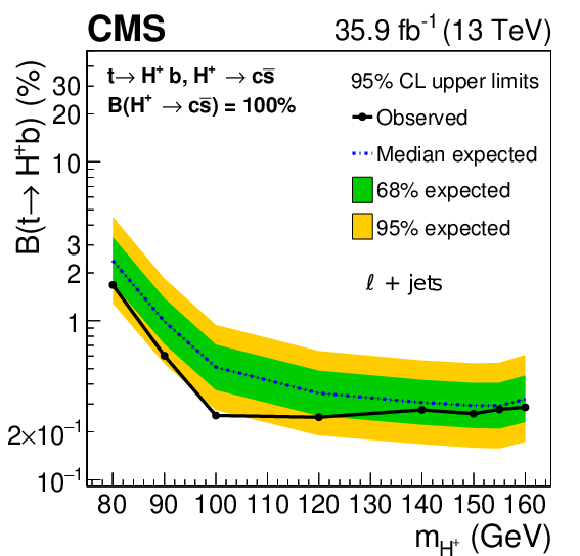 CMS 35.9 fb⁻¹ (13 TeV)
t→ H⁺ b, H⁺ → cs̅
B(H⁺ → cs̅) = 100%
95% CL upper limits
Observed
Median expected
68% expected
95% expected
ℓ + jets
B(t→ H⁺b) (%)
30
20
10
3
2
1
2×10⁻¹
10⁻¹
80 90 100 110 120 130 140 150 160
m_H⁺ (GeV)